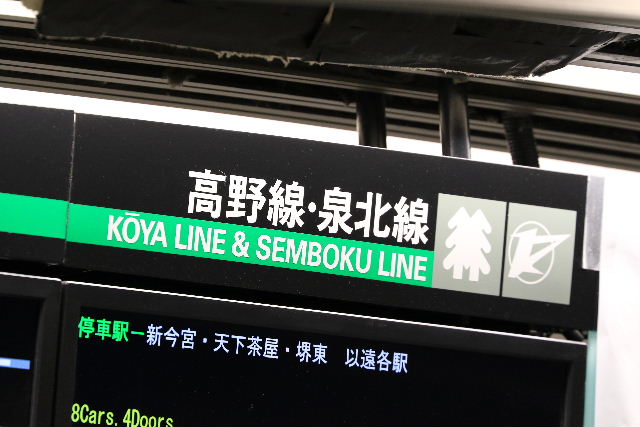 高野線・泉北線
KŌYA LINE & SEMBOKU LINE
停車駅ー新今宮・天下茶屋・堺東 以遠各駅
8Cars. 4Doors